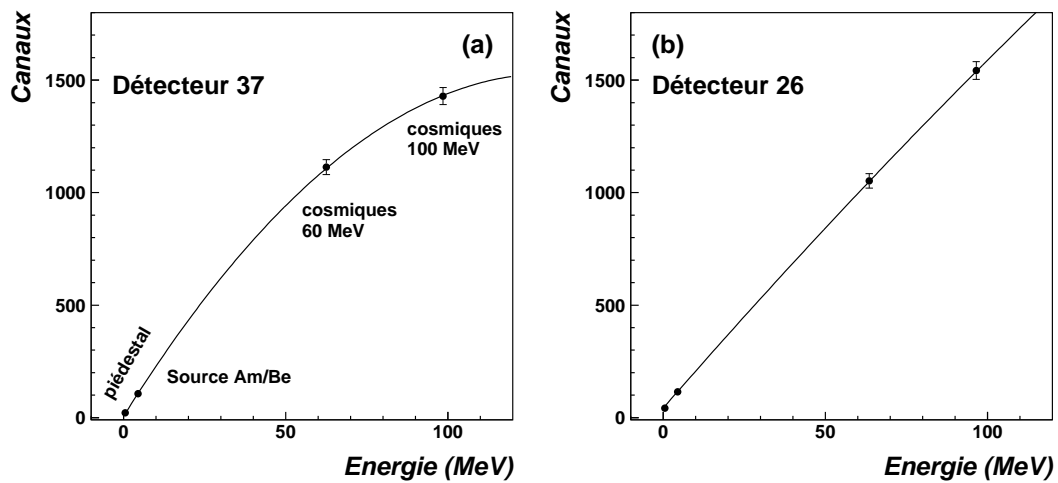 Canaux
(a)
1500
Détecteur 37
cosmiques
100 MeV
1000
cosmiques
60 MeV
500
piédestal
Source Am/Be
0
0 50 100
Energie (MeV)
Canaux
(b)
1500
Détecteur 26
1000
500
0
0 50 100
Energie (MeV)